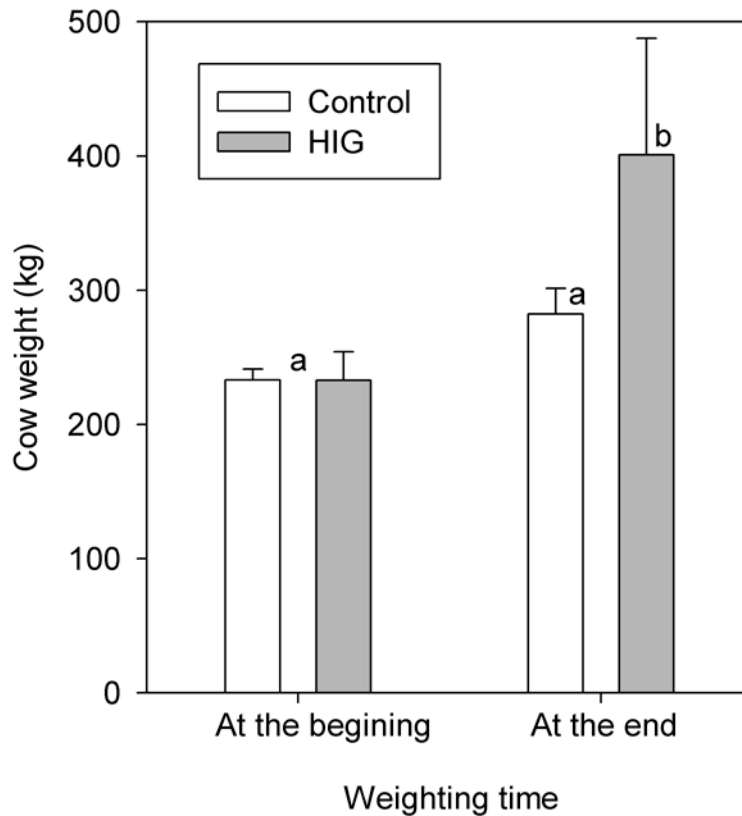 500
400
300
200
100
0
Cow weight (kg)
Control
HIG
a
a
b
At the begining
At the end
Weighting time